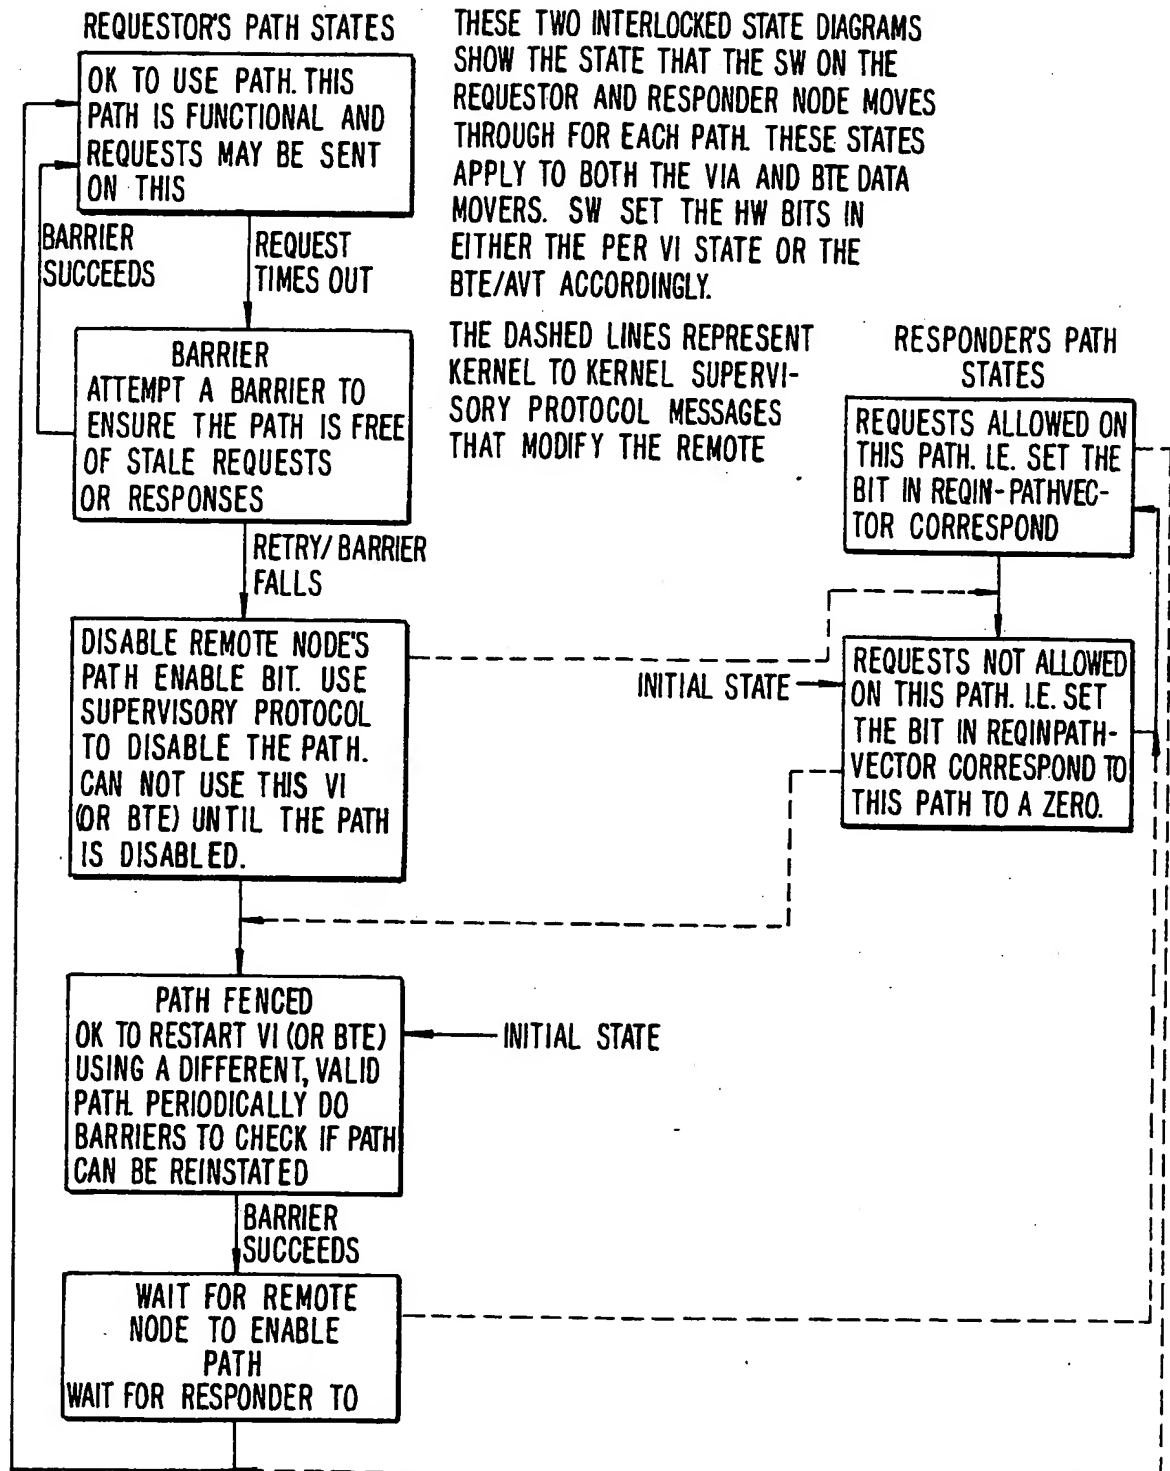 REQUESTOR'S PATH STATES
OK TO USE PATH. THIS
PATH IS FUNCTIONAL AND
REQUESTS MAY BE SENT
ON THIS
BARRIER
SUCCEEDS
REQUEST
TIMES OUT
BARRIER
ATTEMPT A BARRIER TO
ENSURE THE PATH IS FREE
OF STALE REQUESTS
OR RESPONSES
RETRY/BARRIER
FALLS
DISABLE REMOTE NODE'S
PATH ENABLE BIT. USE
SUPERVISORY PROTOCOL
TO DISABLE THE PATH.
CAN NOT USE THIS VI
(OR BTE) UNTIL THE PATH
IS DISABLED.
PATH FENCED
OK TO RESTART VI (OR BTE)
USING A DIFFERENT, VALID
PATH. PERIODICALLY DO
BARRIERS TO CHECK IF PATH
CAN BE REINSTATED
INITIAL STATE
BARRIER
SUCCEEDS
WAIT FOR REMOTE
NODE TO ENABLE
PATH
WAIT FOR RESPONDER TO
THESE TWO INTERLOCKED STATE DIAGRAMS
SHOW THE STATE THAT THE SW ON THE
REQUESTOR AND RESPONDER NODE MOVES
THROUGH FOR EACH PATH. THESE STATES
APPLY TO BOTH THE VIA AND BTE DATA
MOVERS. SW SET THE HW BITS IN
EITHER THE PER VI STATE OR THE
BTE/AVT ACCORDINGLY.
THE DASHED LINES REPRESENT
KERNEL TO KERNEL SUPERVI-
SORY PROTOCOL MESSAGES
THAT MODIFY THE REMOTE
RESPONDER'S PATH
STATES
REQUESTS ALLOWED ON
THIS PATH. I.E. SET THE
BIT IN REQIN-PATHVEC-
TOR CORRESPOND
INITIAL STATE
REQUESTS NOT ALLOWED
ON THIS PATH. I.E. SET
THE BIT IN REQINPATH-
VECTOR CORRESPOND TO
THIS PATH TO A ZERO.